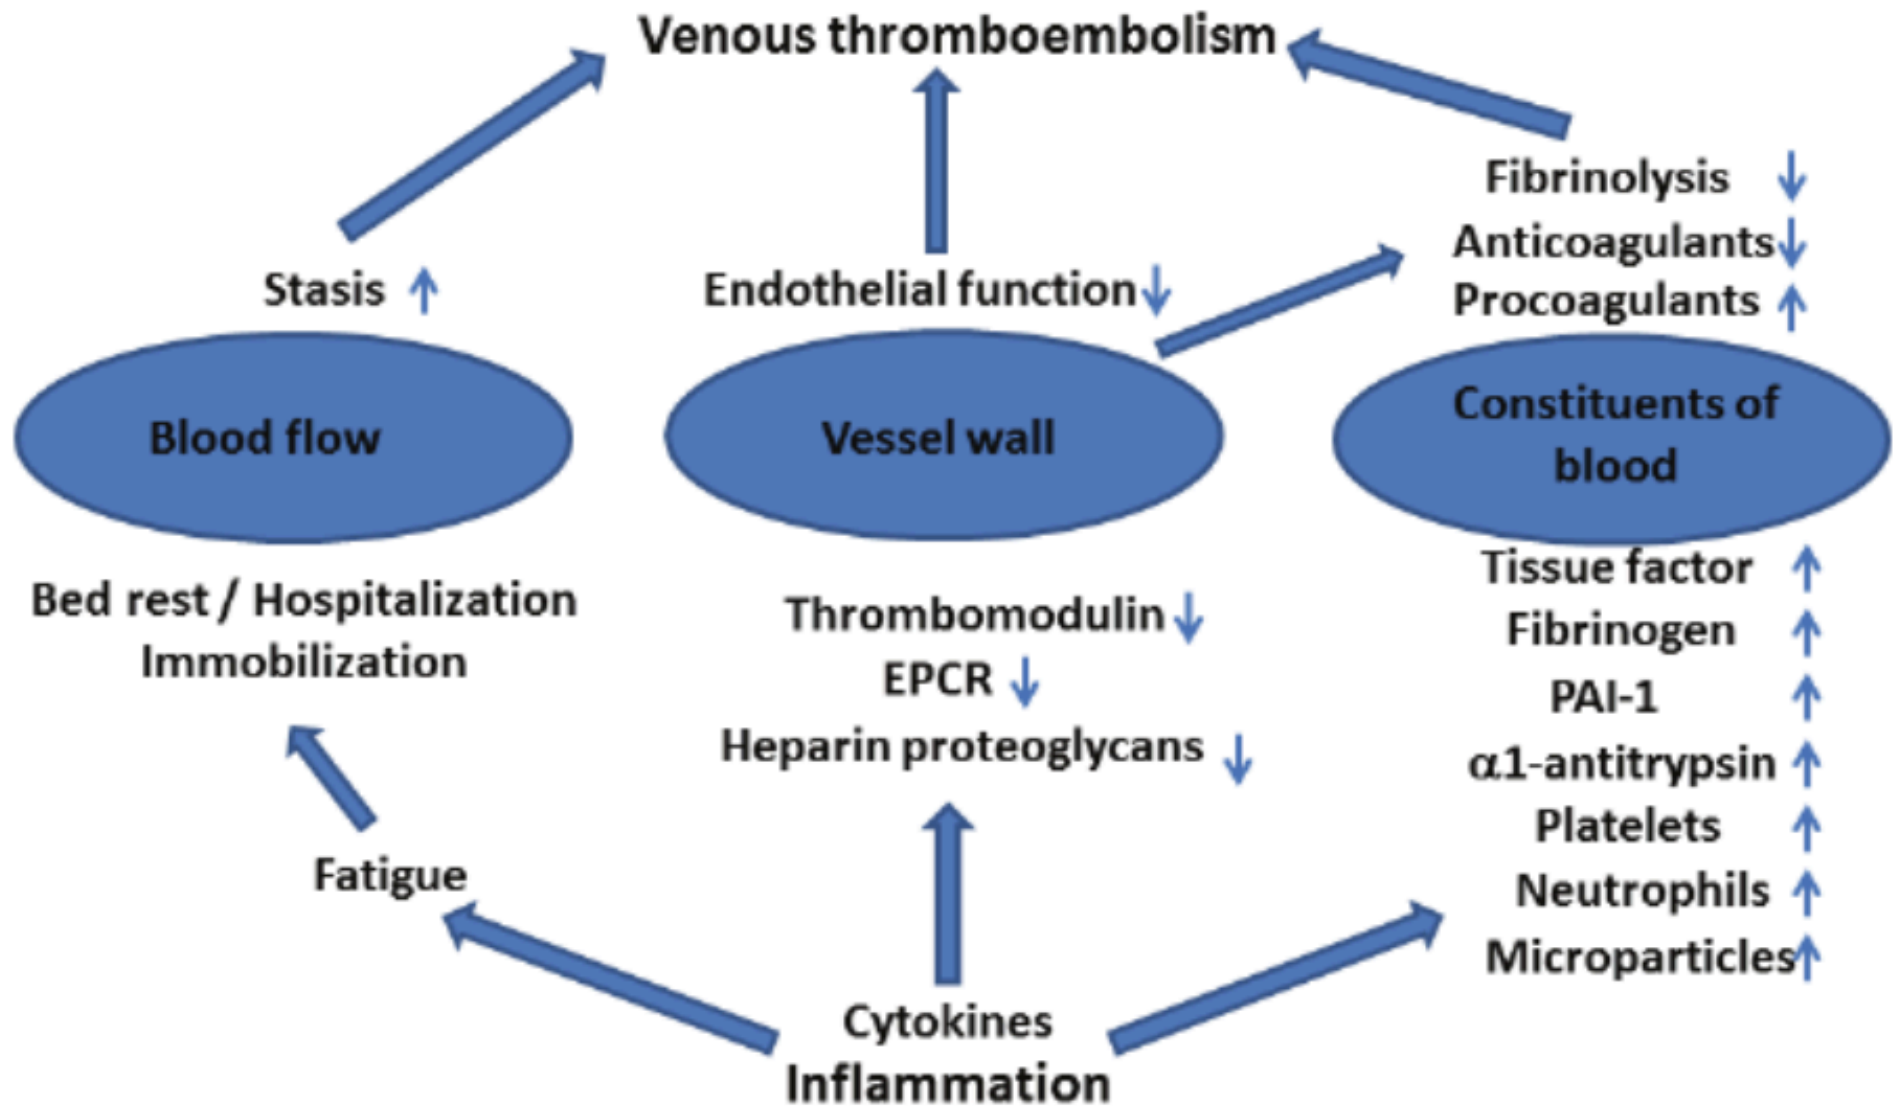 Venous thromboembolism
Stasis ↑
Endothelial function ↓
Fibrinolysis ↓
Anticoagulants ↓
Procoagulants ↑
Blood flow
Vessel wall
Constituents of
blood
Bed rest / Hospitalization
Immobilization
Thrombomodulin ↓
EPCR ↓
Heparin proteoglycans ↓
Tissue factor ↑
Fibrinogen ↑
PAI-1 ↑
α1-antitrypsin ↑
Platelets ↑
Neutrophils ↑
Microparticles ↑
Fatigue
Cytokines
Inflammation